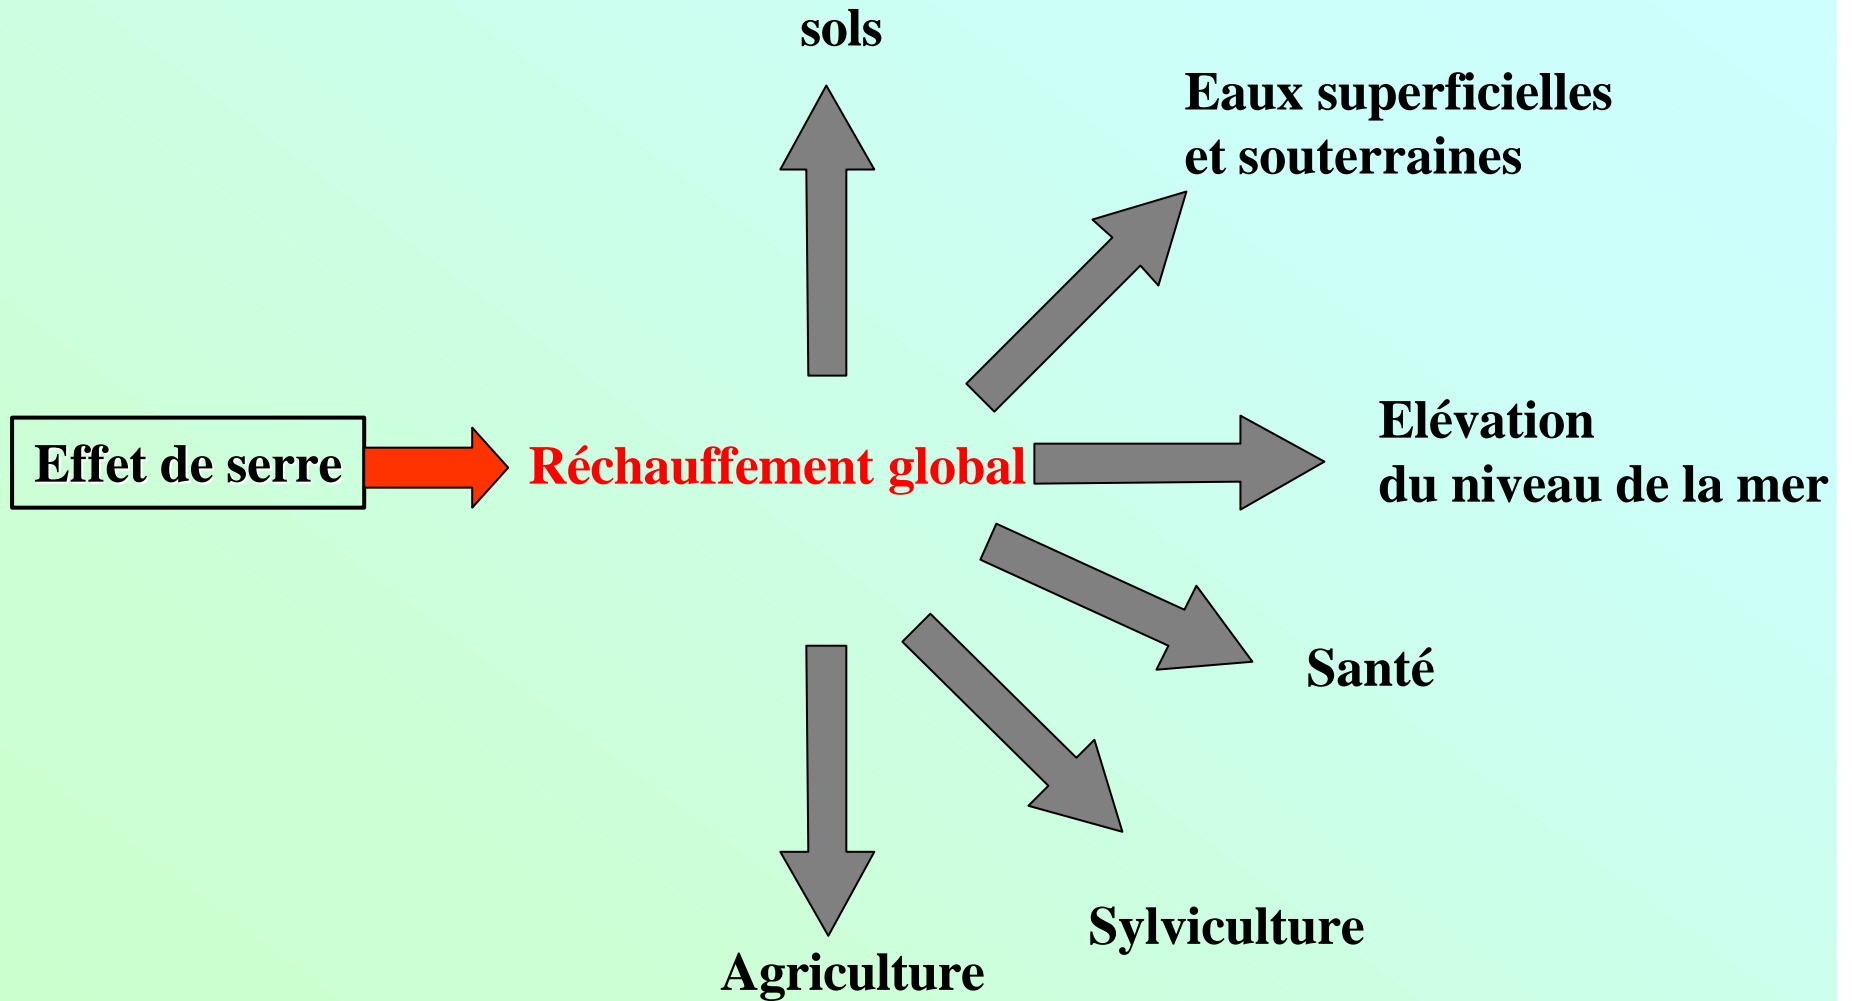 sols
Eaux superficielles
et souterraines
Effet de serre
Réchauffement global
Elévation
du niveau de la mer
Santé
Sylviculture
Agriculture